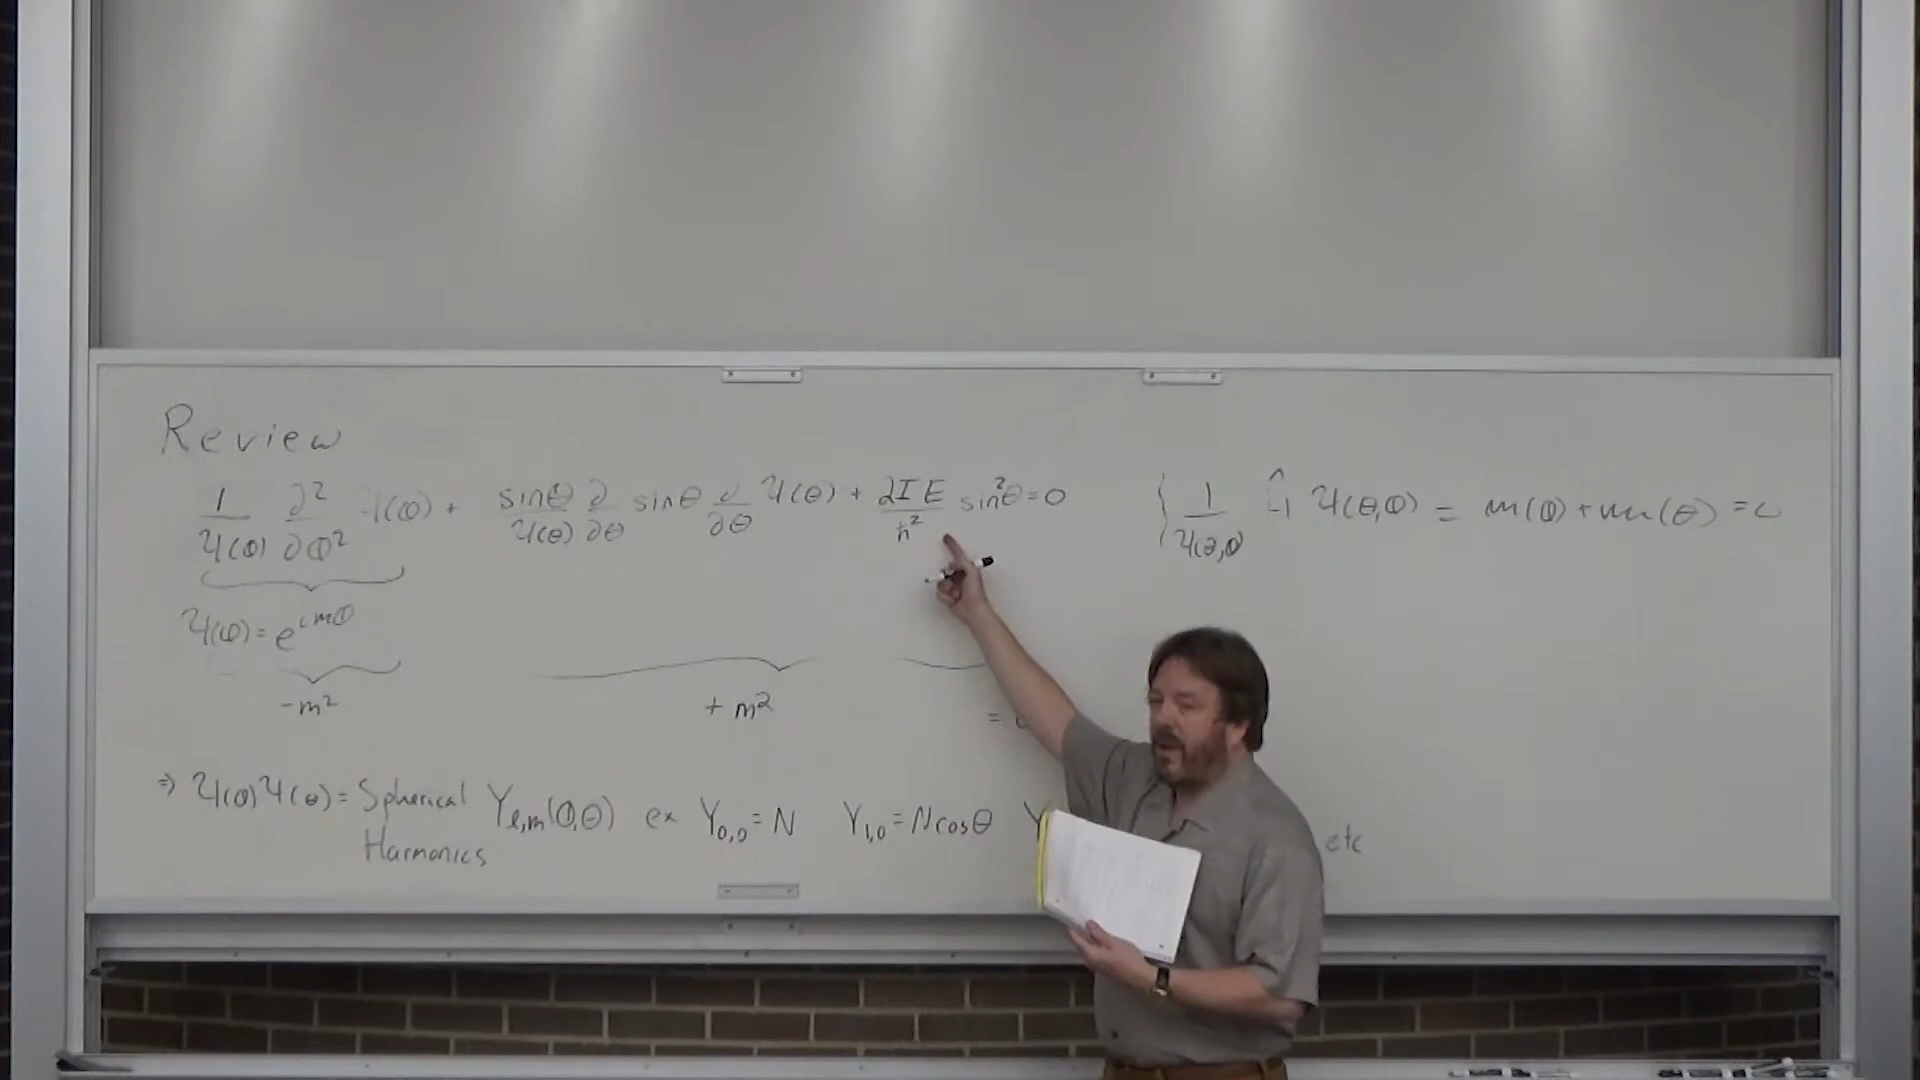 Review
1/Ψ(Φ) ∂²/∂Φ² Ψ(Φ) + sinθ/Ψ(θ) ∂/∂θ sinθ ∂/∂θ Ψ(θ) + 2IE/ħ² sin²θ = 0
{ 1/Ψ(θ,Φ) Ĥ Ψ(θ,Φ) = m(Φ) + m(θ) = c
Ψ(Φ) = e^{imΦ}
-m² + m² =
⇒ Ψ(Φ)Ψ(θ) = Spherical Y_{l,m}(Φ,θ) ex Y_{0,0} = N Y_{1,0} = N cosθ Y etc
Harmonics